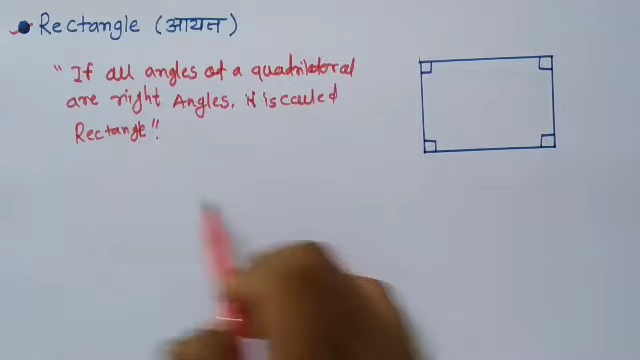 Rectangle (आयत)
"If all angles of a quadrilateral
are right Angles, it is called
Rectangle".